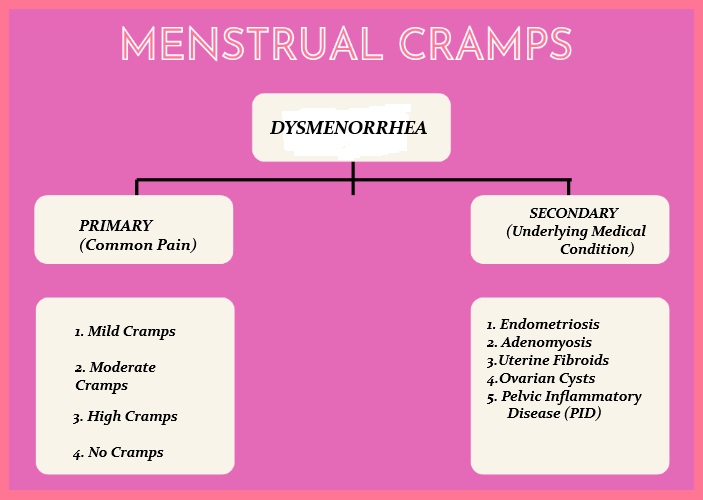 MENSTRUAL CRAMPS
DYSMENORRHEA
PRIMARY
(Common Pain)
SECONDARY
(Underlying Medical
Condition)
1. Mild Cramps
2. Moderate
Cramps
3. High Cramps
4. No Cramps
1. Endometriosis
2. Adenomyosis
3.Uterine Fibroids
4.Ovarian Cysts
5. Pelvic Inflammatory
Disease (PID)